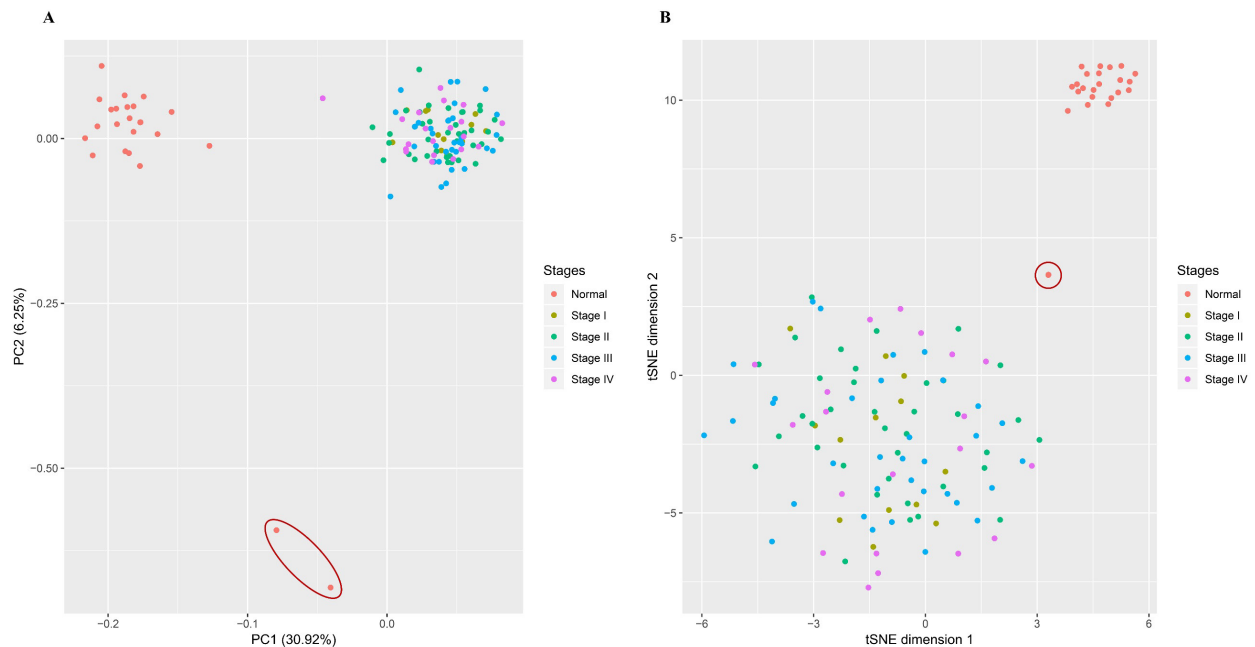 A
B
0.00
−0.25
−0.50
PC2 (6.25%)
−0.2
−0.1
0.0
PC1 (30.92%)
Stages
Normal
Stage I
Stage II
Stage III
Stage IV
10
5
0
−5
tSNE dimension 2
−6
−3
0
3
6
tSNE dimension 1
Stages
Normal
Stage I
Stage II
Stage III
Stage IV